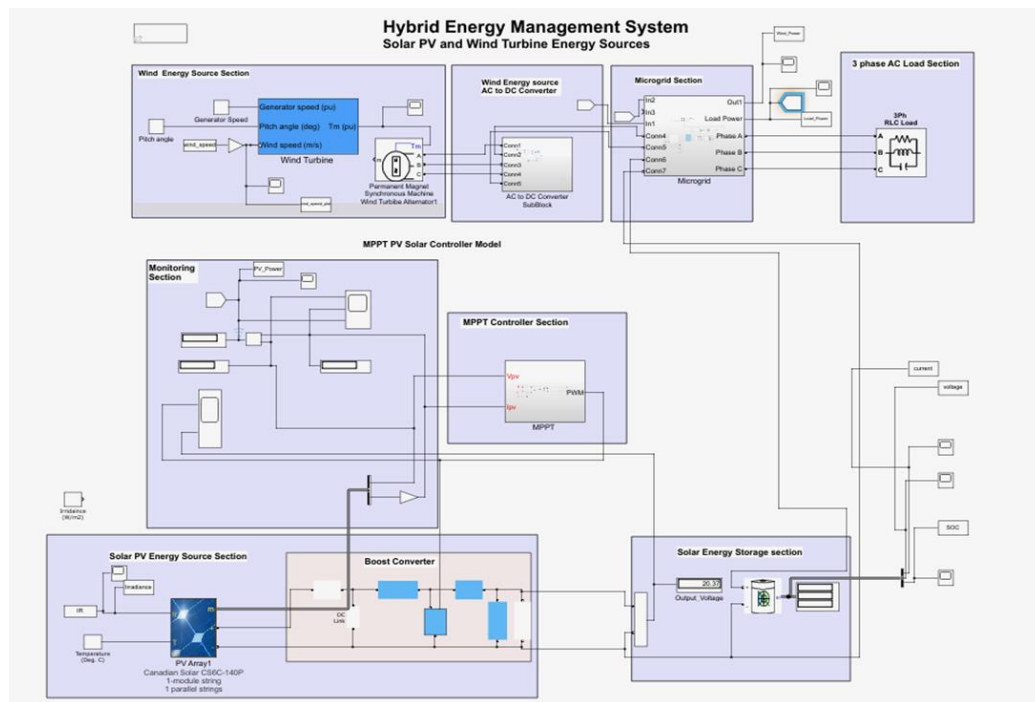 Hybrid Energy Management System
Solar PV and Wind Turbine Energy Sources
Wind Energy Source Section
Generator speed (pu)
Generator Speed
Pitch angle (deg)
Tm (pu)
Pitch angle
wind_speed
Wind speed (m/s)
Wind Turbine
Tm
m
A
B
C
Permanent Magnet
Synchronous Machine
Wind Turbibe Alternator1
Wind Energy source
AC to DC Converter
Conn1
Conn2
Conn3
Conn4
Conn5
AC to DC Converter
SubBlock
Microgrid Section
Wind_Power
In2
In3
In1
Conn4
Conn5
Conn6
Conn7
Out1
Load Power
Phase A
Phase B
Phase C
Load_Power
Microgrid
3 phase AC Load Section
3Ph
RLC Load
A
B
C
MPPT PV Solar Controller Model
Monitoring
Section
PV_Power
MPPT Controller Section
Vpv
Ipv
PWM
MPPT
current
voltage
SOC
Irridance
(W/m2)
Solar PV Energy Source Section
Irradiance
IR
Temperature
(Deg. C)
PV Array1
Canadian Solar CS6C-140P
1-module string
1 parallel strings
Boost Converter
DC
Link
Solar Energy Storage section
20.37
Output_Voltage